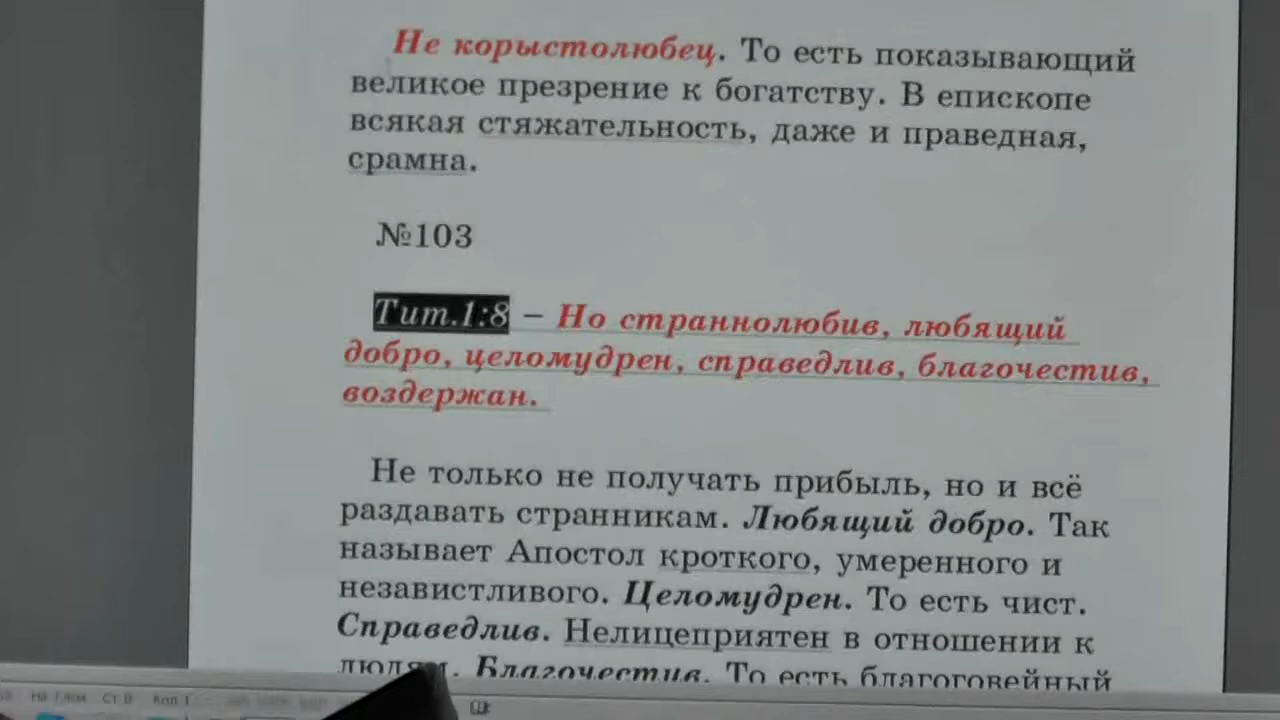 Не корыстолюбец. То есть показывающий
великое презрение к богатству. В епископе
всякая стяжательность, даже и праведная,
срамна.
№103
Тит.1:8 – Но страннолюбив, любящий
добро, целомудрен, справедлив, благочестив,
воздержан.
Не только не получать прибыль, но и всё
раздавать странникам. Любящий добро. Так
называет Апостол кроткого, умеренного и
независтливого. Целомудрен. То есть чист.
Справедлив. Нелицеприятен в отношении к
людям. Благочестив. То есть благоговейный